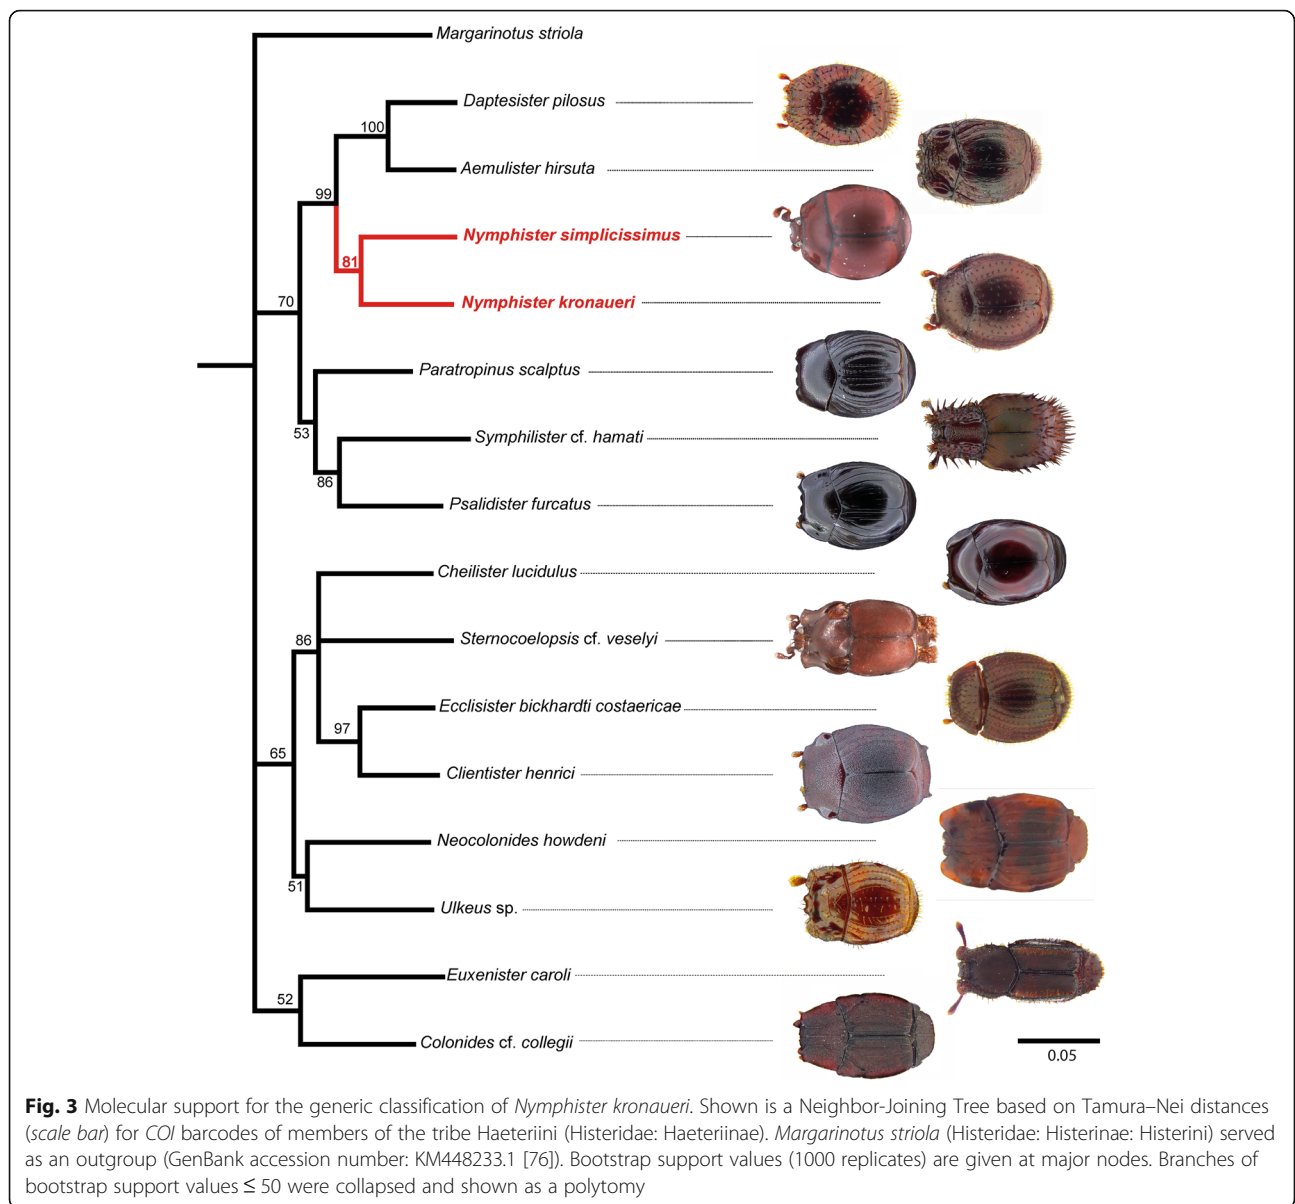 Margarinotus striola
Daptesister pilosus
100
Aemulister hirsuta
99
Nymphister simplicissimus
81
Nymphister kronaueri
70
Paratropinus scalptus
53
Symphilister cf. hamati
86
Psalidister furcatus
Cheilister lucidulus
86
Sternocoelopsis cf. veselyi
Ecclisister bickhardti costaericae
97
65
Clientister henrici
Neocolonides howdeni
51
Ulkeus sp.
Euxenister caroli
52
Colonides cf. collegii
0.05
Fig. 3 Molecular support for the generic classification of Nymphister kronaueri. Shown is a Neighbor-Joining Tree based on Tamura–Nei distances
(scale bar) for COI barcodes of members of the tribe Haeteriini (Histeridae: Haeteriinae). Margarinotus striola (Histeridae: Histerinae: Histerini) served
as an outgroup (GenBank accession number: KM448233.1 [76]). Bootstrap support values (1000 replicates) are given at major nodes. Branches of
bootstrap support values ≤ 50 were collapsed and shown as a polytomy